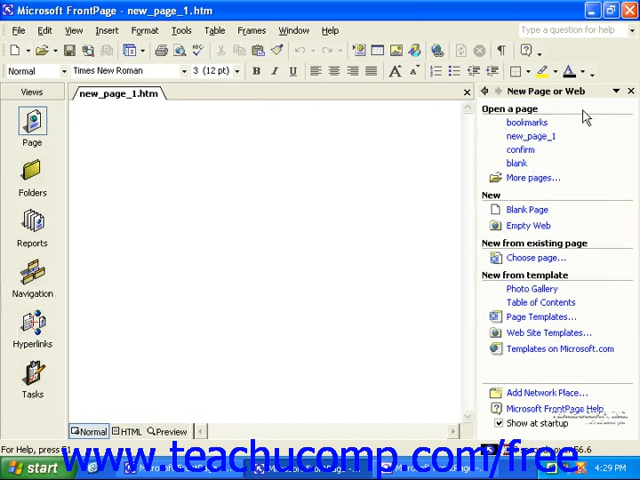 Microsoft FrontPage - new_page_1.htm
File Edit View Insert Format Tools Table Frames Window Help
Type a question for help
Normal Times New Roman 3 (12 pt) B I U
Views
new_page_1.htm
New Page or Web
Open a page
bookmarks
new_page_1
confirm
blank
More pages...
New
Blank Page
Empty Web
New from existing page
Choose page...
New from template
Photo Gallery
Table of Contents
Page Templates...
Web Site Templates...
Templates on Microsoft.com
Add Network Place...
Microsoft FrontPage Help
Show at startup
Page
Folders
Reports
Navigation
Hyperlinks
Tasks
Normal HTML Preview
For Help, press F1
56.6
www.teachucomp.com/free
start
4:29 PM